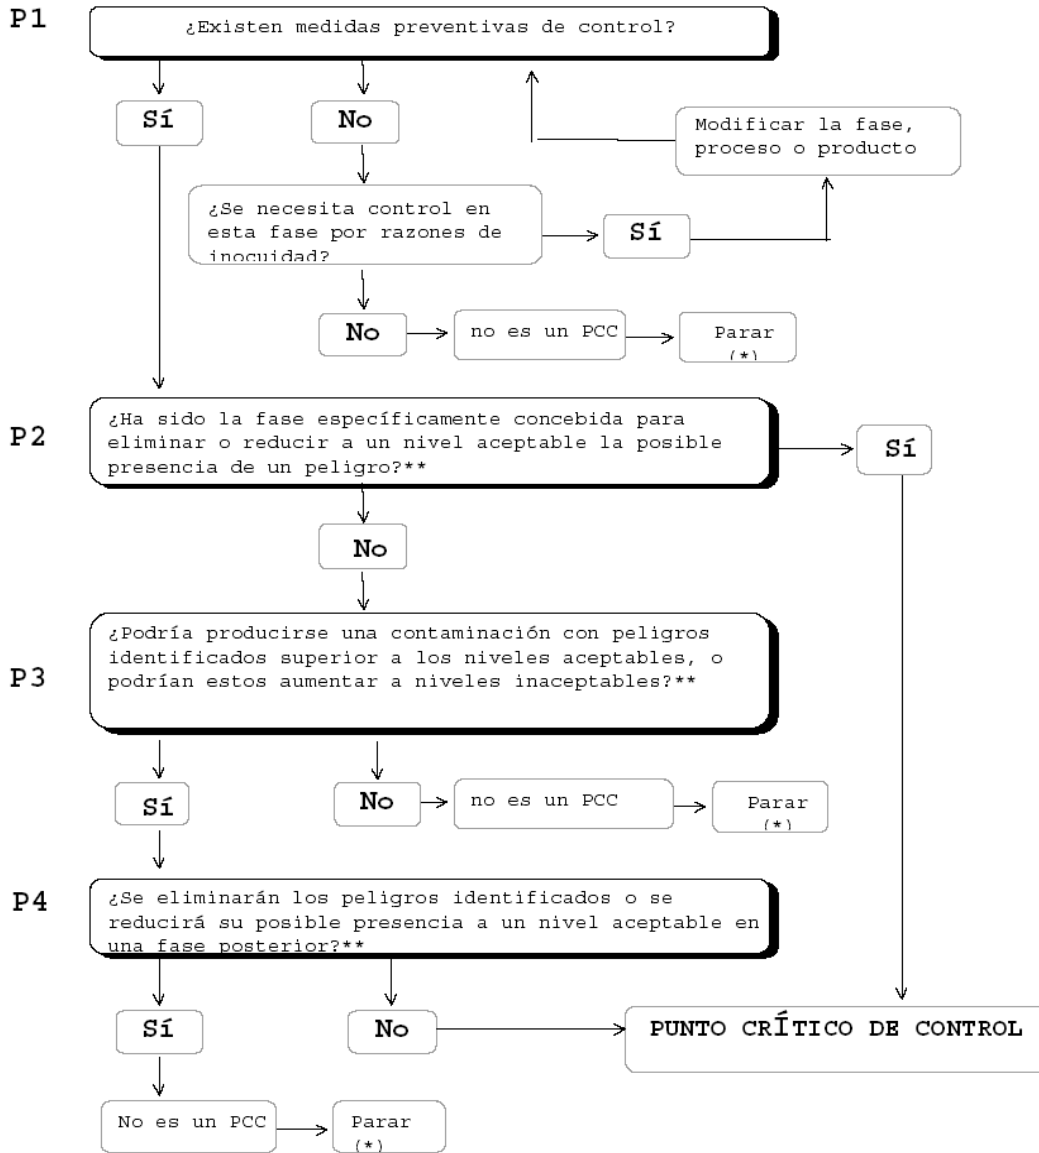 P1
¿Existen medidas preventivas de control?
Sí
No
Modificar la fase,
proceso o producto
¿Se necesita control en
esta fase por razones de
inocuidad?
Sí
No
no es un PCC
Parar
(*)
P2
¿Ha sido la fase específicamente concebida para
eliminar o reducir a un nivel aceptable la posible
presencia de un peligro?**
Sí
No
P3
¿Podría producirse una contaminación con peligros
identificados superior a los niveles aceptables, o
podrían estos aumentar a niveles inaceptables?**
Sí
No
no es un PCC
Parar
(*)
P4
¿Se eliminarán los peligros identificados o se
reducirá su posible presencia a un nivel aceptable en
una fase posterior?**
Sí
No
PUNTO CRÍTICO DE CONTROL
No es un PCC
Parar
(*)